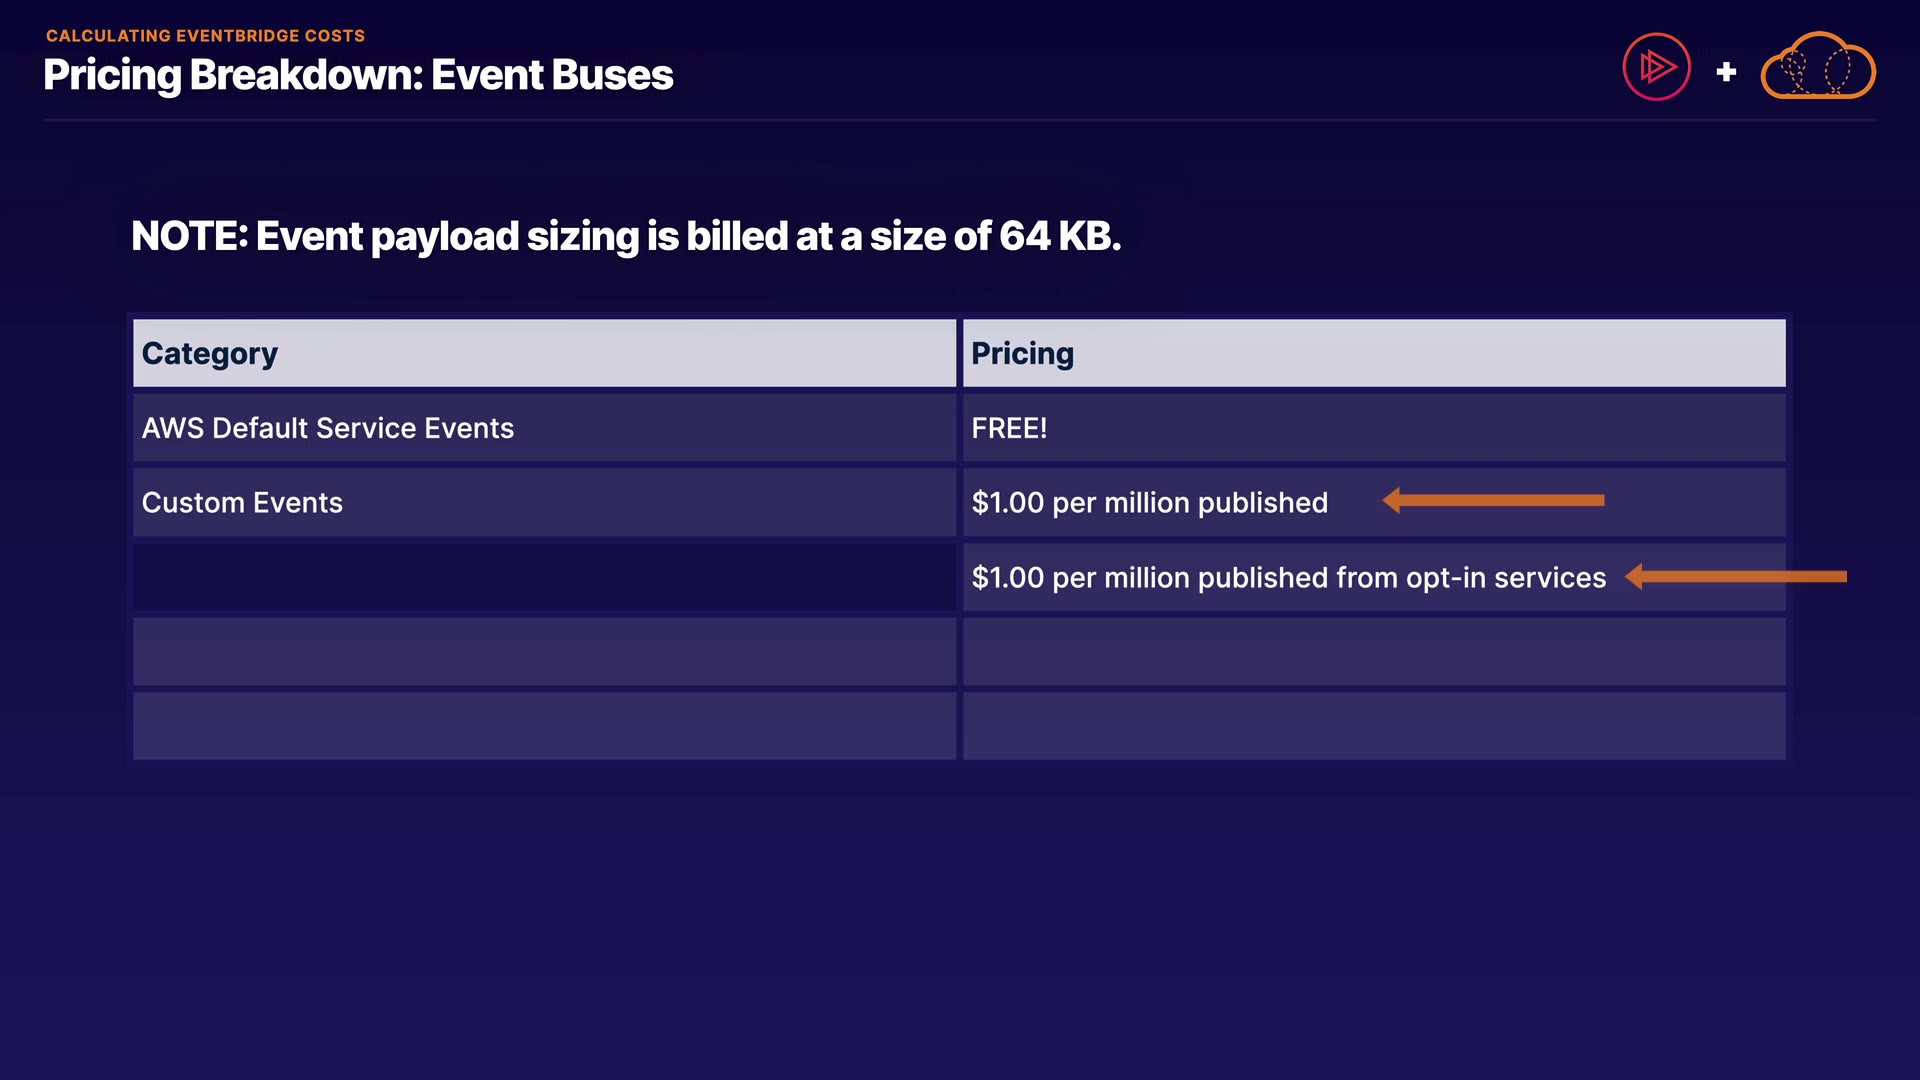 CALCULATING EVENTBRIDGE COSTS
Pricing Breakdown: Event Buses
+
NOTE: Event payload sizing is billed at a size of 64 KB.
Category Pricing
AWS Default Service Events FREE!
Custom Events $1.00 per million published
$1.00 per million published from opt-in services